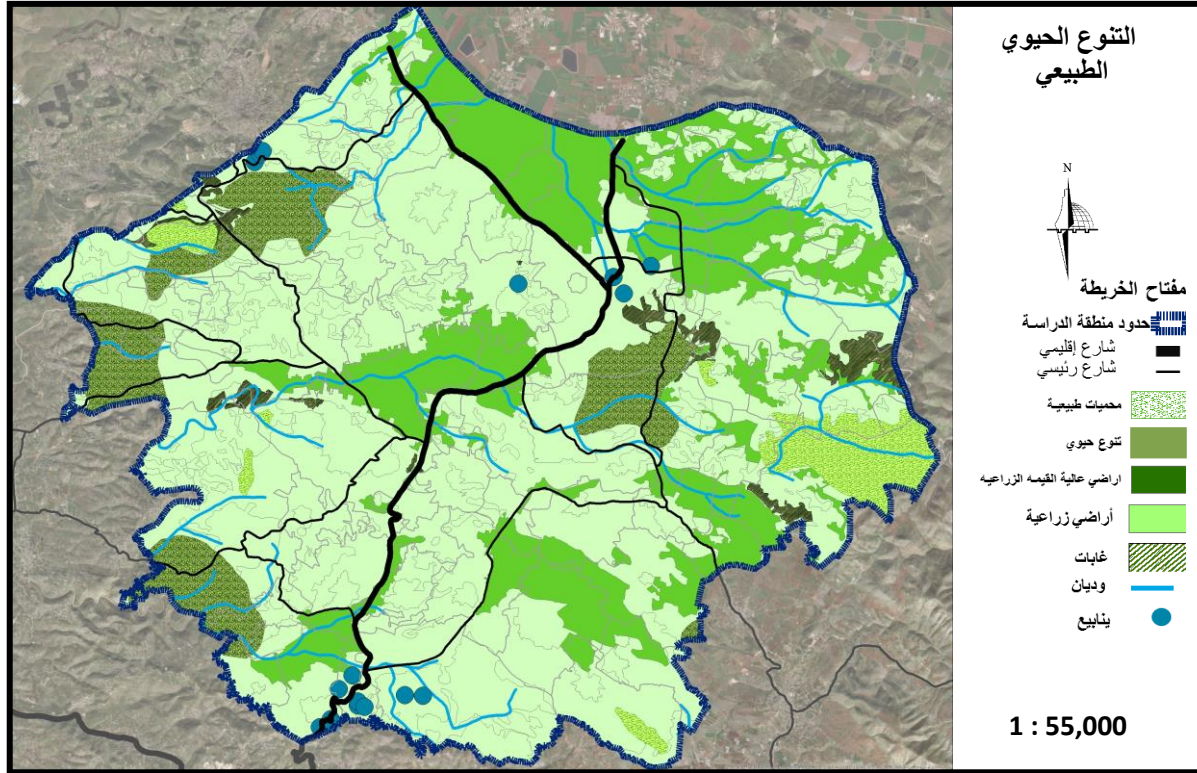 التنوع الحيوي
الطبيعي
N
مفتاح الخريطة
حدود منطقة الدراسة
شارع إقليمي
شارع رئيسي
محميات طبيعية
تنوع حيوي
اراضي عالية القيمه الزراعيه
أراضي زراعية
غابات
وديان
ينابيع
1 : 55,000